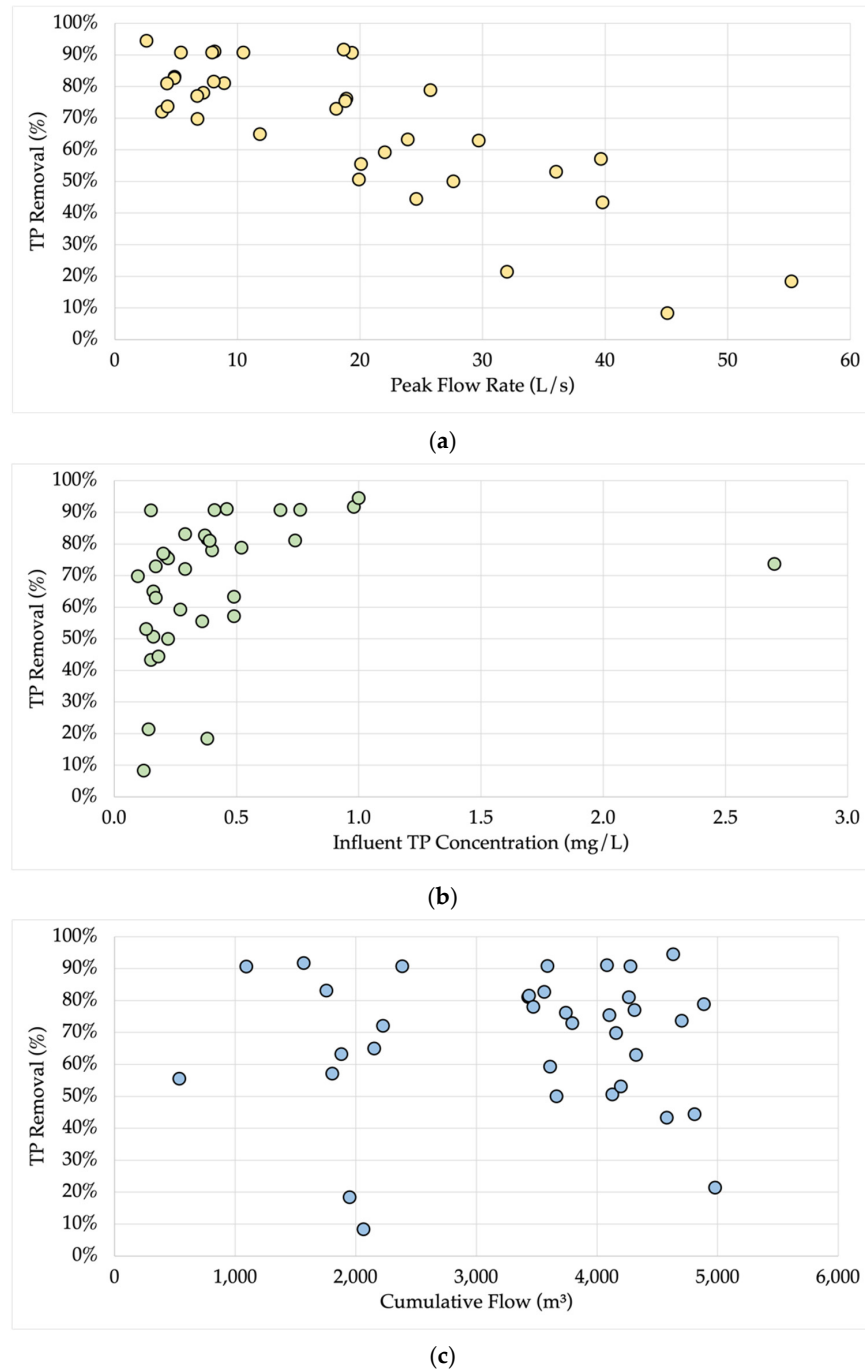 100%
90%
80%
70%
60%
50%
40%
30%
20%
10%
0%
TP Removal (%)
0 10 20 30 40 50 60
Peak Flow Rate (L/s)
(a)
100%
90%
80%
70%
60%
50%
40%
30%
20%
10%
0%
TP Removal (%)
0.0 0.5 1.0 1.5 2.0 2.5 3.0
Influent TP Concentration (mg/L)
(b)
100%
90%
80%
70%
60%
50%
40%
30%
20%
10%
0%
TP Removal (%)
0 1,000 2,000 3,000 4,000 5,000 6,000
Cumulative Flow (m³)
(c)